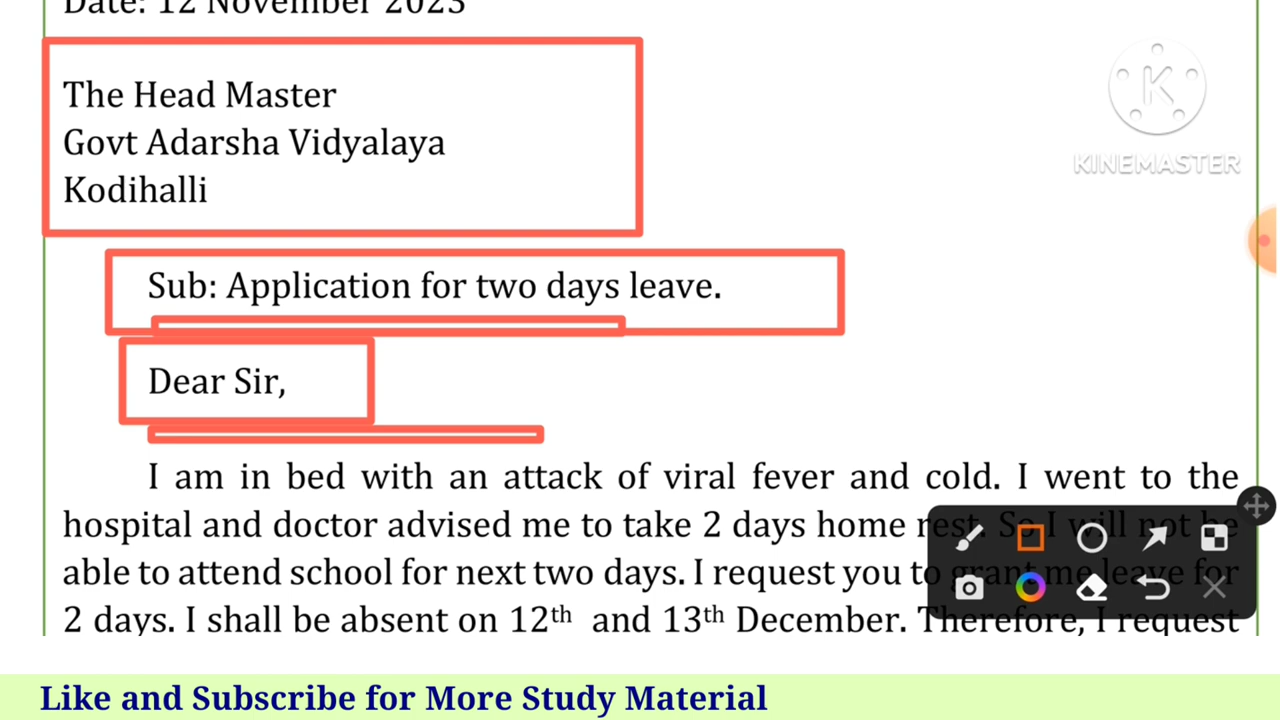 Date: 12 November 2023
The Head Master
Govt Adarsha Vidyalaya
Kodihalli
K
KINEMASTER
Sub: Application for two days leave.
Dear Sir,
I am in bed with an attack of viral fever and cold. I went to the
hospital and doctor advised me to take 2 days home rest. So I will not be
able to attend school for next two days. I request you to grant me leave for
2 days. I shall be absent on 12th and 13th December. Therefore, I request
Like and Subscribe for More Study Material